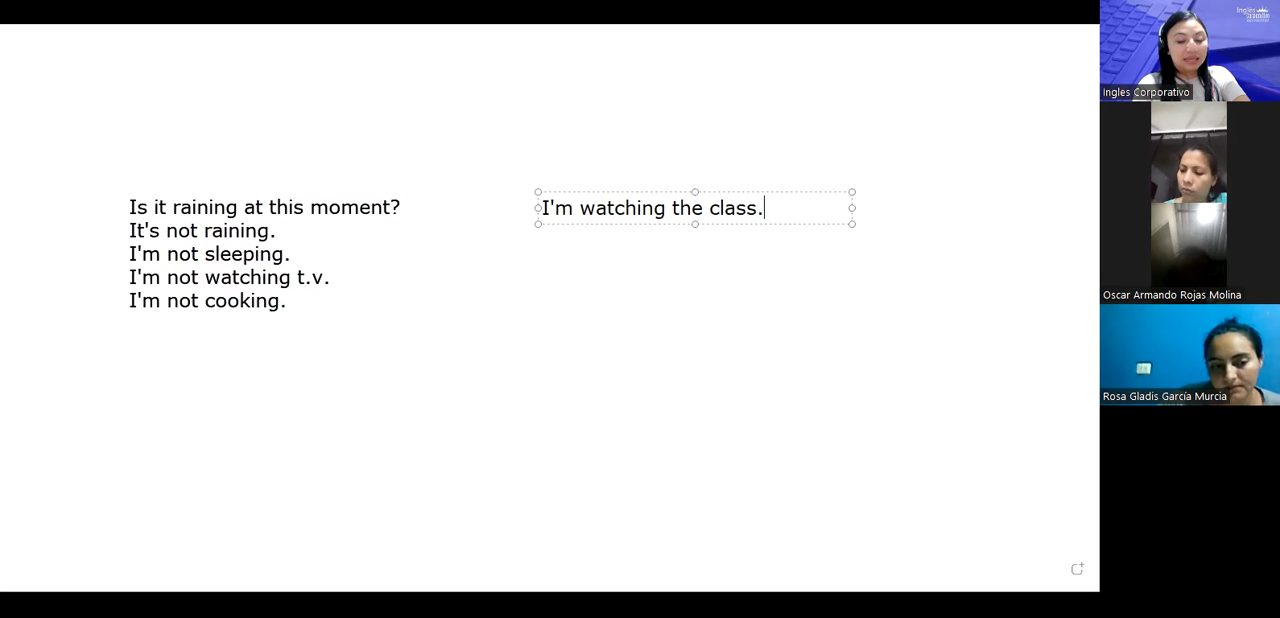 Is it raining at this moment?
It's not raining.
I'm not sleeping.
I'm not watching t.v.
I'm not cooking.
I'm watching the class.
Ingles Corporativo
Oscar Armando Rojas Molina
Rosa Gladis García Murcia